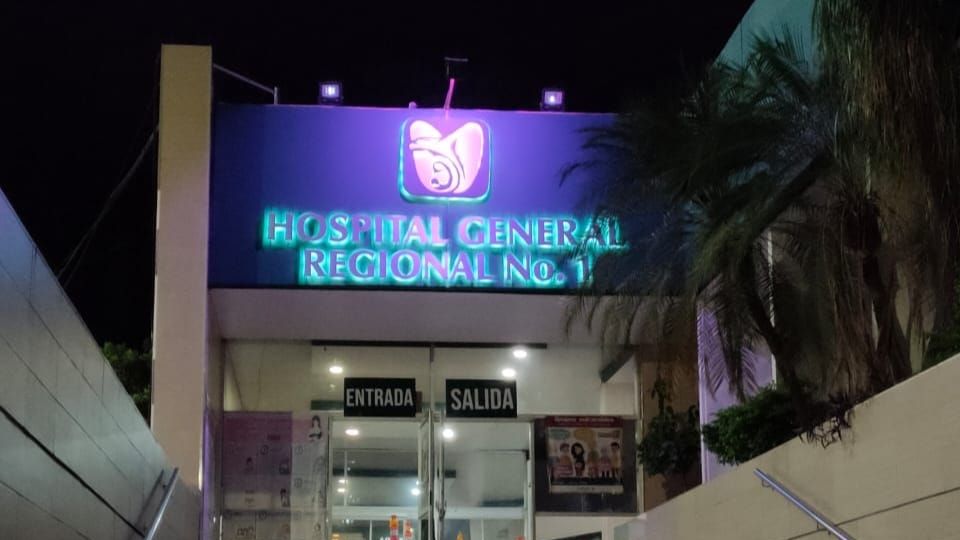 HOSPITAL GENERAL
REGIONAL No. 1
ENTRADA
SALIDA